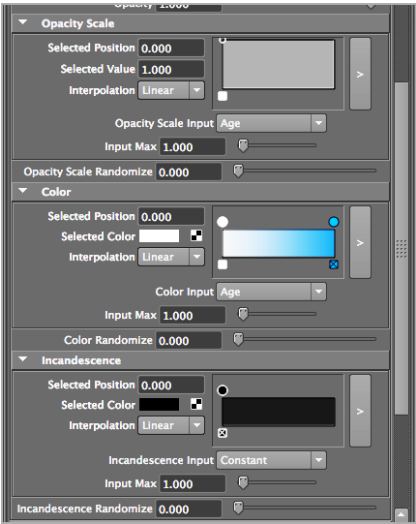 Opacity 1.000
Opacity Scale
Selected Position 0.000
Selected Value 1.000
Interpolation Linear
>
Opacity Scale Input Age
Input Max 1.000
Opacity Scale Randomize 0.000
Color
Selected Position 0.000
Selected Color
Interpolation Linear
>
Color Input Age
Input Max 1.000
Color Randomize 0.000
Incandescence
Selected Position 0.000
Selected Color
Interpolation Linear
>
Incandescence Input Constant
Input Max 1.000
Incandescence Randomize 0.000